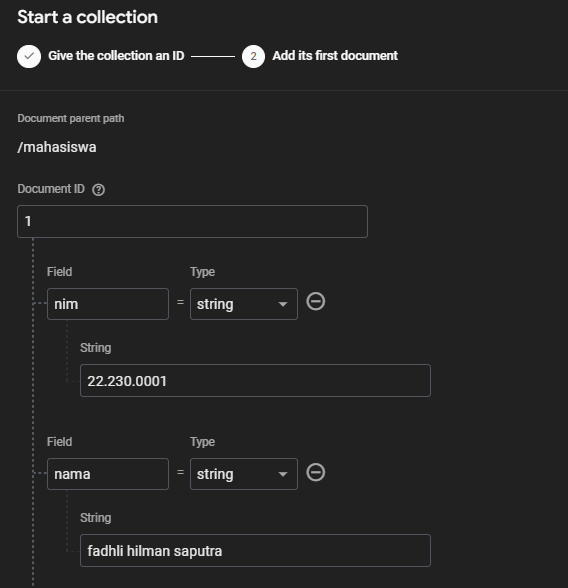 Start a collection
Give the collection an ID 2 Add its first document
Document parent path
/mahasiswa
Document ID ?
1
Field Type
nim = string
String
22.230.0001
Field Type
nama = string
String
fadhli hilman saputra